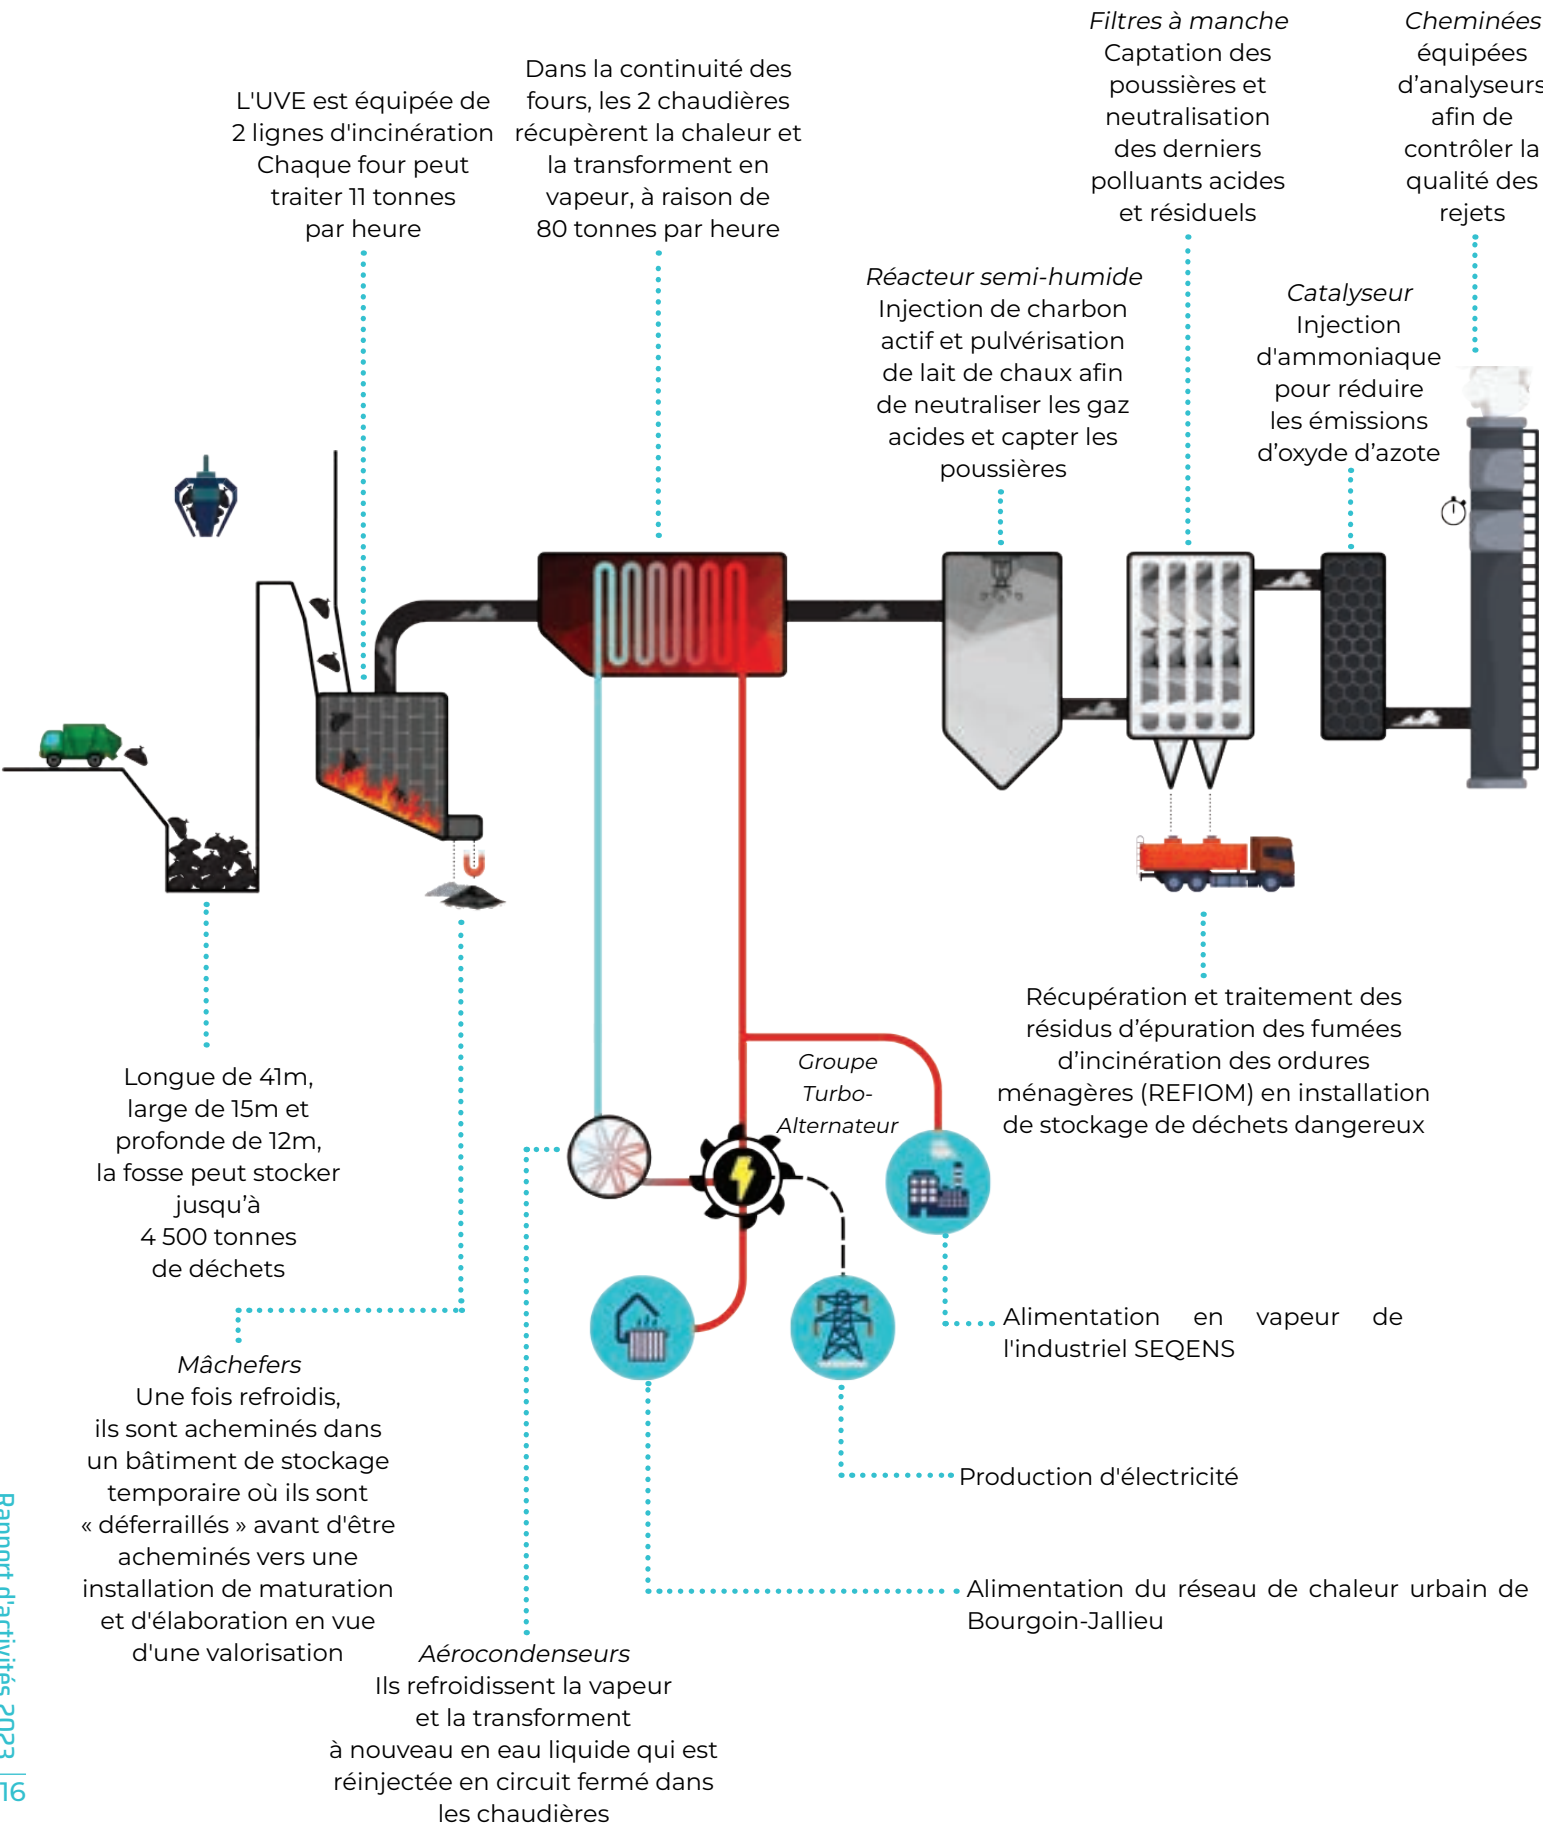 L'UVE est équipée de
2 lignes d'incinération
Chaque four peut
traiter 11 tonnes
par heure
Dans la continuité des
fours, les 2 chaudières
récupèrent la chaleur et
la transforment en
vapeur, à raison de
80 tonnes par heure
Réacteur semi-humide
Injection de charbon
actif et pulvérisation
de lait de chaux afin
de neutraliser les gaz
acides et capter les
poussières
Filtres à manche
Captation des
poussières et
neutralisation
des derniers
polluants acides
et résiduels
Catalyseur
Injection
d'ammoniaque
pour réduire
les émissions
d’oxyde d’azote
Cheminées
équipées
d’analyseurs
afin de
contrôler la
qualité des
rejets
Longue de 41m,
large de 15m et
profonde de 12m,
la fosse peut stocker
jusqu’à
4 500 tonnes
de déchets
Récupération et traitement des
résidus d’épuration des fumées
d’incinération des ordures
ménagères (REFIOM) en installation
de stockage de déchets dangereux
Groupe
Turbo-
Alternateur
Alimentation en vapeur de
l'industriel SEQENS
Production d'électricité
Alimentation du réseau de chaleur urbain de
Bourgoin-Jallieu
Mâchefers
Une fois refroidis,
ils sont acheminés dans
un bâtiment de stockage
temporaire où ils sont
« déferraillés » avant d'être
acheminés vers une
installation de maturation
et d'élaboration en vue
d'une valorisation
Aérocondenseurs
Ils refroidissent la vapeur
et la transforment
à nouveau en eau liquide qui est
réinjectée en circuit fermé dans
les chaudières
Rapport d'activités 2023
16